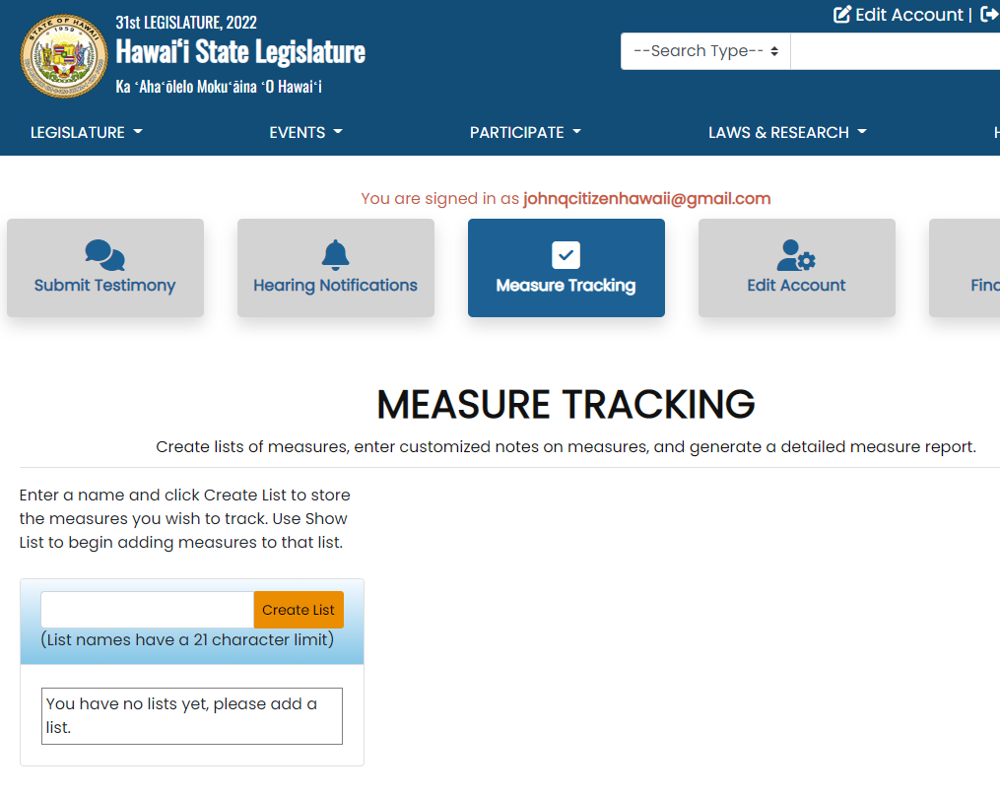 31st LEGISLATURE, 2022
Hawaiʻi State Legislature
Ka ʻAhaʻōlelo Mokuʻāina ʻO Hawaiʻi
STATE OF HAWAII
1959
Edit Account |
--Search Type--
LEGISLATURE
EVENTS
PARTICIPATE
LAWS & RESEARCH
H
You are signed in as johnqcitizenhawaii@gmail.com
Submit Testimony
Hearing Notifications
Measure Tracking
Edit Account
Find
MEASURE TRACKING
Create lists of measures, enter customized notes on measures, and generate a detailed measure report.
Enter a name and click Create List to store
the measures you wish to track. Use Show
List to begin adding measures to that list.
Create List
(List names have a 21 character limit)
You have no lists yet, please add a
list.